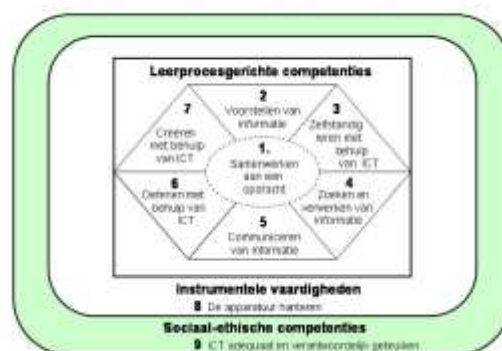 Leerprocesgerichte competenties
2
Voorstellen van
informatie
3
Zelfstandig
leren met
behulp
van ICT
7
Creëren
met behulp
van ICT
1.
Samenwerken
aan een
opdracht
6
Oefenen met
behulp van
ICT
4
Zoeken en
verwerken van
informatie
5
Communiceren
van informatie
Instrumentele vaardigheden
8 De apparatuur hanteren
Sociaal-ethische competenties
9 ICT adequaat en verantwoordelijk gebruiken